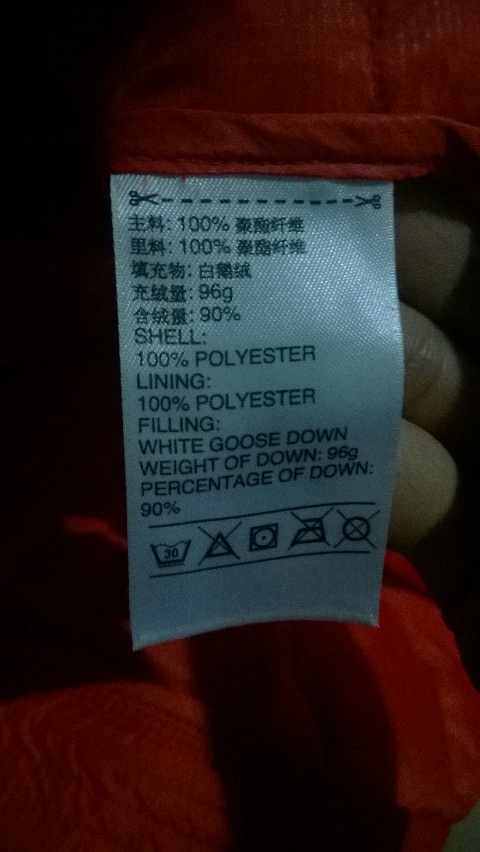 主料: 100% 聚酯纤维
里料: 100% 聚酯纤维
填充物: 白鹅绒
充绒量: 96g
含绒量: 90%
SHELL:
100% POLYESTER
LINING:
100% POLYESTER
FILLING:
WHITE GOOSE DOWN
WEIGHT OF DOWN: 96g
PERCENTAGE OF DOWN:
90%
30